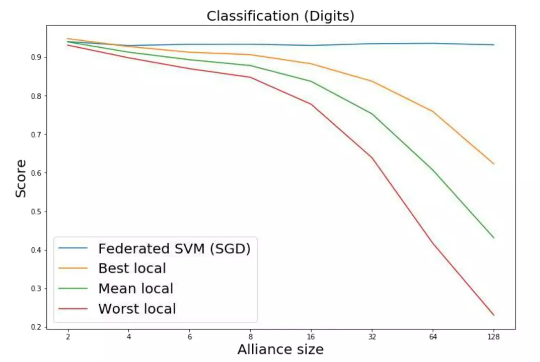 Classification (Digits)
Score
0.9
0.8
0.7
0.6
0.5
0.4
0.3
0.2
Federated SVM (SGD)
Best local
Mean local
Worst local
2 4 6 8 16 32 64 128
Alliance size